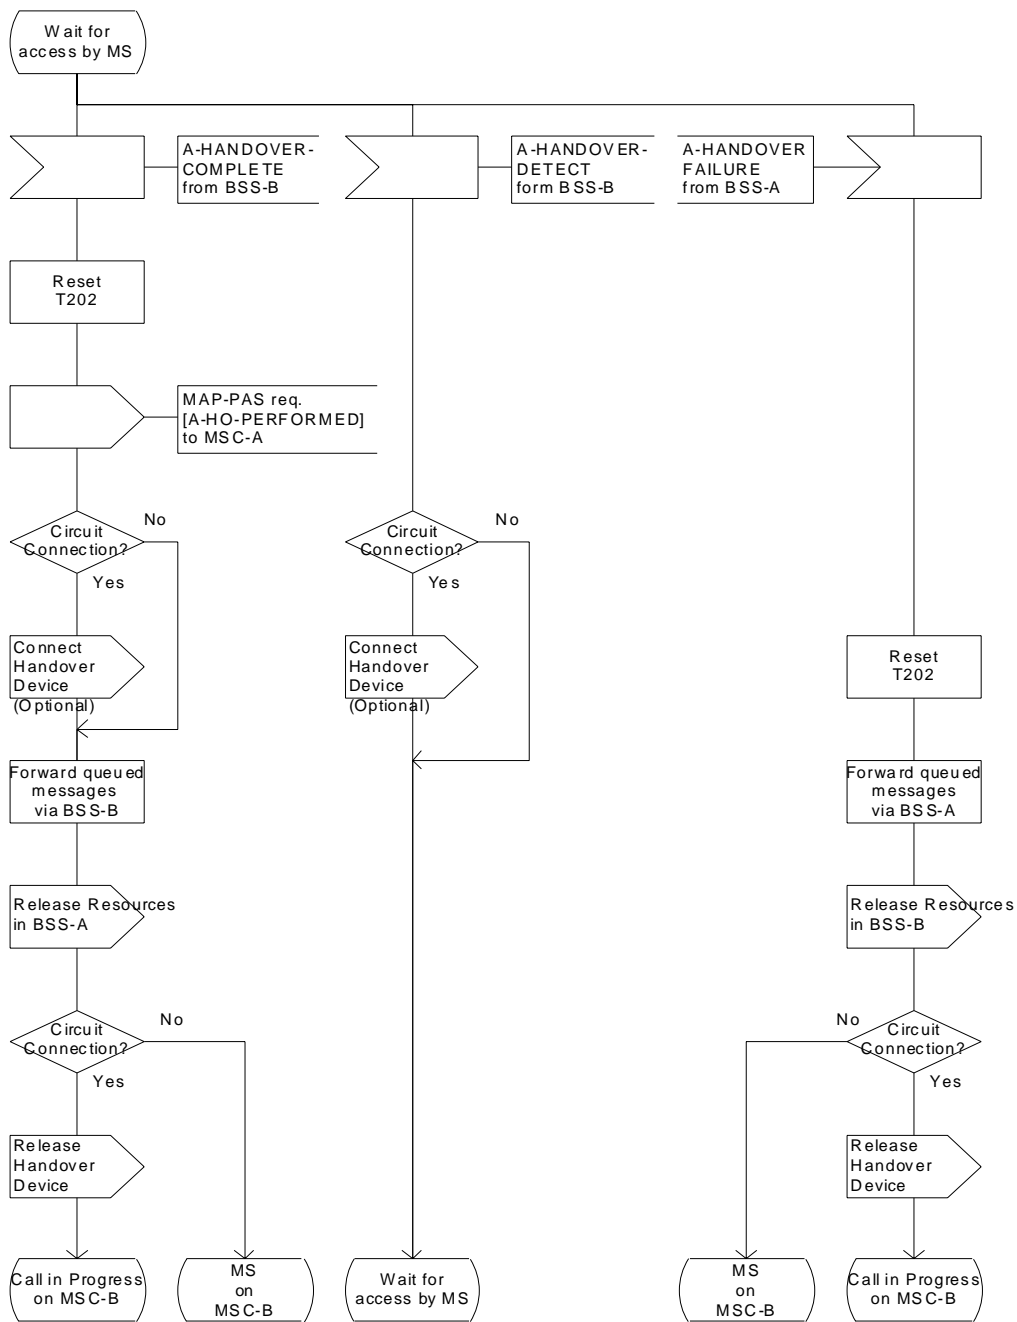 Wait for
access by MS
A-HANDOVER-
COMPLETE
from BSS-B
A-HANDOVER-
DETECT
form BSS-B
A-HANDOVER
FAILURE
from BSS-A
Reset
T202
MAP-PAS req.
[A-HO-PERFORMED]
to MSC-A
Circuit
Connection?
No
Yes
Circuit
Connection?
No
Yes
Connect
Handover
Device
(Optional)
Connect
Handover
Device
(Optional)
Reset
T202
Forward queued
messages
via BSS-B
Forward queued
messages
via BSS-A
Release Resources
in BSS-A
Release Resources
in BSS-B
Circuit
Connection?
No
Yes
No
Circuit
Connection?
Yes
Release
Handover
Device
Release
Handover
Device
Call in Progress
on MSC-B
MS
on
MSC-B
Wait for
access by MS
MS
on
MSC-B
Call in Progress
on MSC-B